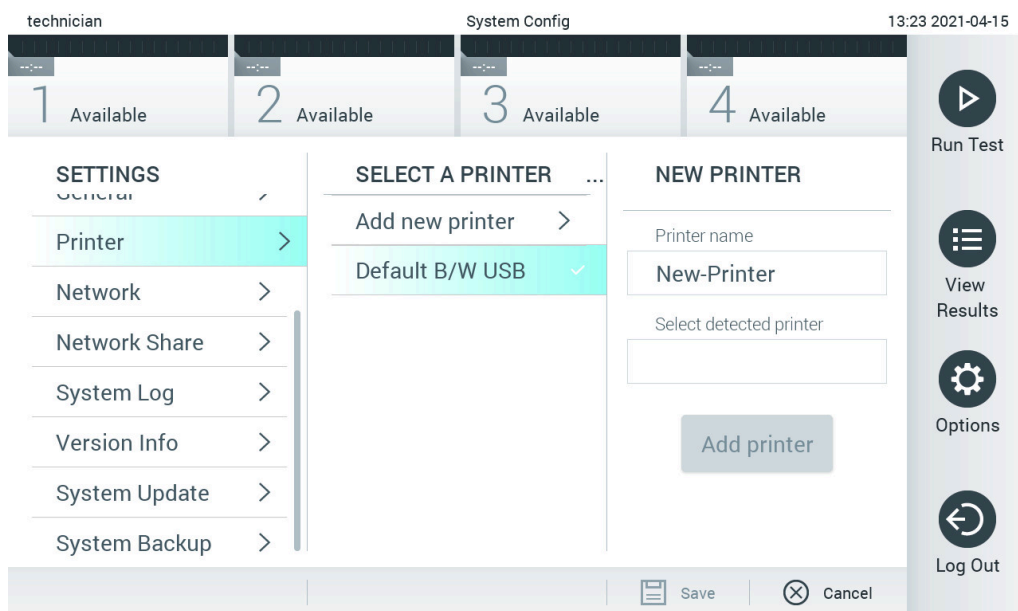 technician System Config 13:23 2021-04-15
--:-- --:-- --:-- --:--
1 Available 2 Available 3 Available 4 Available
Run Test
View
Results
Options
Log Out
SETTINGS
General
Printer
Network
Network Share
System Log
Version Info
System Update
System Backup
SELECT A PRINTER ...
Add new printer
Default B/W USB
NEW PRINTER
Printer name
New-Printer
Select detected printer
Add printer
Save Cancel